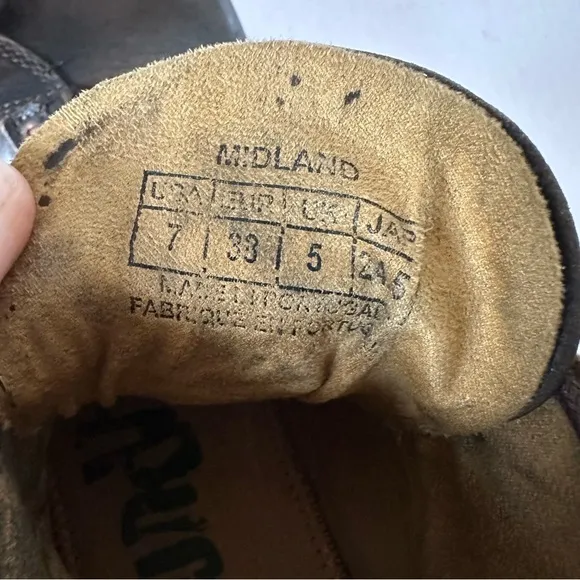 MIDLAND
USA EUR UK JAP
7 38 5 24.5
MADE IN PORTUGAL
FABRIQUE EN PORTUGAL